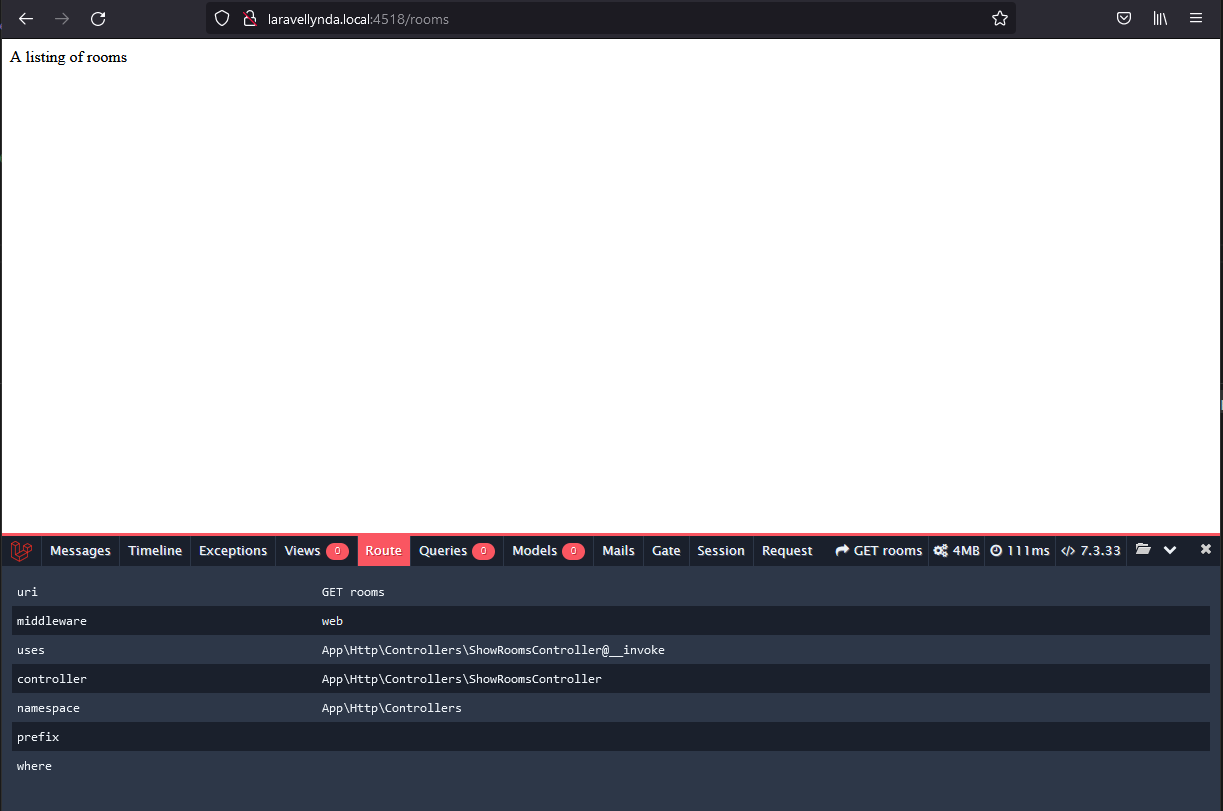 laravellynda.local:4518/rooms
A listing of rooms
Messages Timeline Exceptions Views 0 Route Queries 0 Models 0 Mails Gate Session Request GET rooms 4MB 111ms 7.3.33
uri GET rooms
middleware web
uses App\Http\Controllers\ShowRoomsController@__invoke
controller App\Http\Controllers\ShowRoomsController
namespace App\Http\Controllers
prefix
where